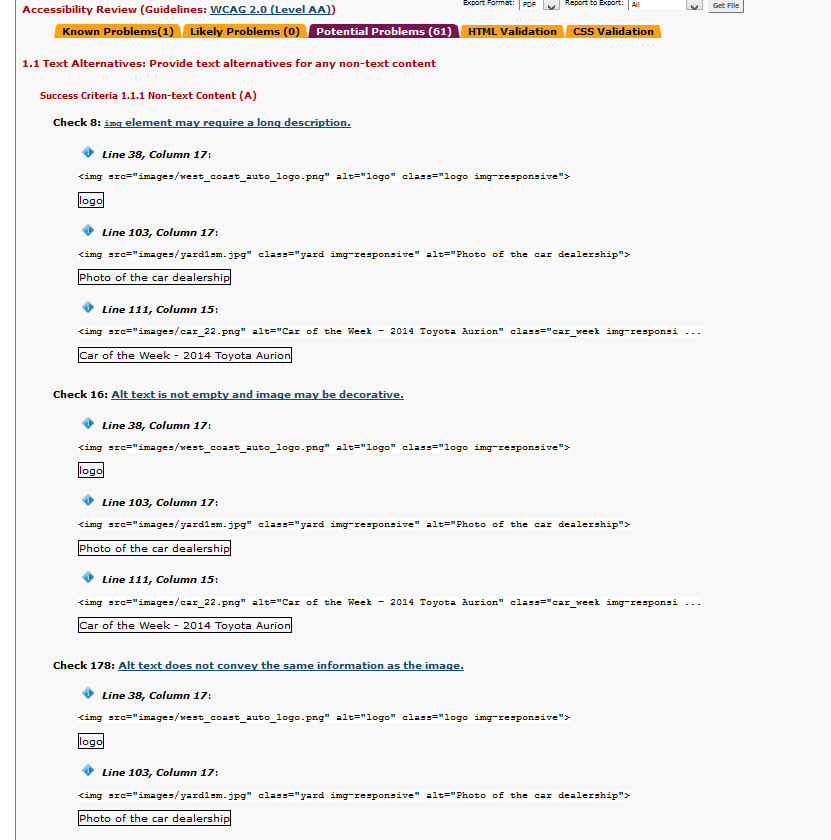 Accessibility Review (Guidelines: WCAG 2.0 (Level AA))
Export Format: PDF Report to Export: All Get File
Known Problems(1) Likely Problems (0) Potential Problems (61) HTML Validation CSS Validation
1.1 Text Alternatives: Provide text alternatives for any non-text content
Success Criteria 1.1.1 Non-text Content (A)
Check 8: img element may require a long description.
Line 38, Column 17:
<img src="images/west_coast_auto_logo.png" alt="logo" class="logo img-responsive">
logo
Line 103, Column 17:
<img src="images/yard1sm.jpg" class="yard img-responsive" alt="Photo of the car dealership">
Photo of the car dealership
Line 111, Column 15:
<img src="images/car_22.png" alt="Car of the Week - 2014 Toyota Aurion" class="car_week img-responsi ...
Car of the Week - 2014 Toyota Aurion
Check 16: Alt text is not empty and image may be decorative.
Line 38, Column 17:
<img src="images/west_coast_auto_logo.png" alt="logo" class="logo img-responsive">
logo
Line 103, Column 17:
<img src="images/yard1sm.jpg" class="yard img-responsive" alt="Photo of the car dealership">
Photo of the car dealership
Line 111, Column 15:
<img src="images/car_22.png" alt="Car of the Week - 2014 Toyota Aurion" class="car_week img-responsi ...
Car of the Week - 2014 Toyota Aurion
Check 178: Alt text does not convey the same information as the image.
Line 38, Column 17:
<img src="images/west_coast_auto_logo.png" alt="logo" class="logo img-responsive">
logo
Line 103, Column 17:
<img src="images/yard1sm.jpg" class="yard img-responsive" alt="Photo of the car dealership">
Photo of the car dealership